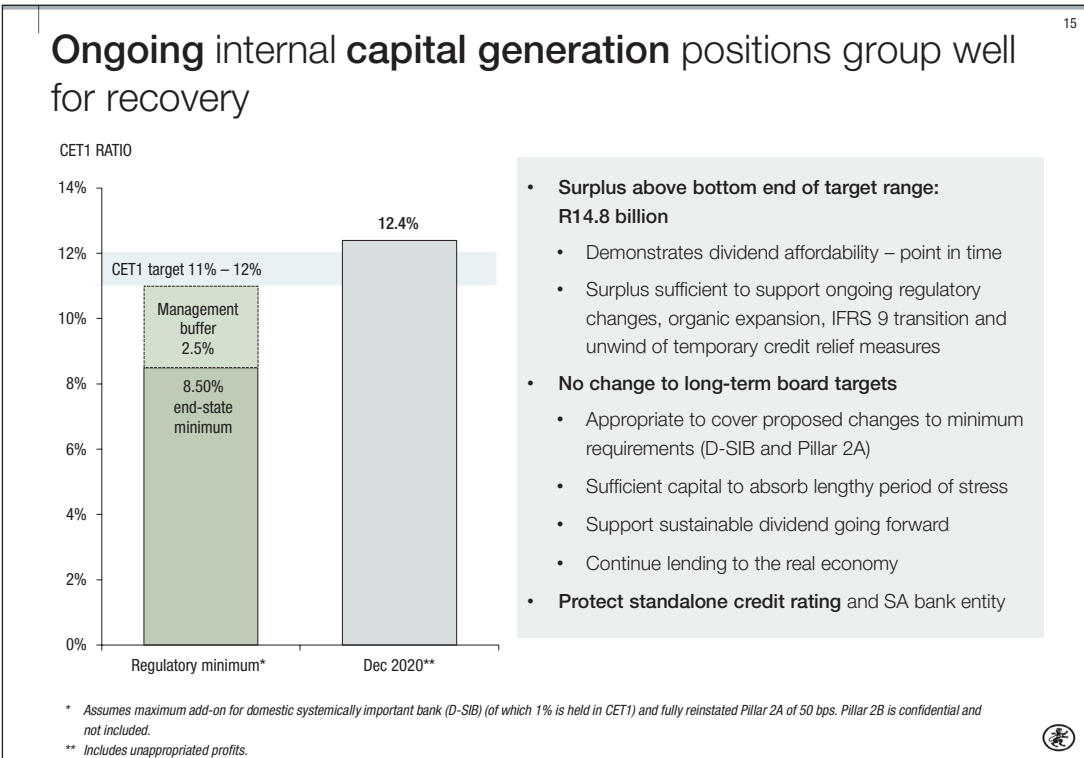 15
Ongoing internal capital generation positions group well
for recovery
CET1 RATIO
14%
12%
10%
8%
6%
4%
2%
0%
CET1 target 11% – 12%
Management
buffer
2.5%
8.50%
end-state
minimum
12.4%
Regulatory minimum*
Dec 2020**
• Surplus above bottom end of target range:
R14.8 billion
• Demonstrates dividend affordability – point in time
• Surplus sufficient to support ongoing regulatory
changes, organic expansion, IFRS 9 transition and
unwind of temporary credit relief measures
• No change to long-term board targets
• Appropriate to cover proposed changes to minimum
requirements (D-SIB and Pillar 2A)
• Sufficient capital to absorb lengthy period of stress
• Support sustainable dividend going forward
• Continue lending to the real economy
• Protect standalone credit rating and SA bank entity
* Assumes maximum add-on for domestic systemically important bank (D-SIB) (of which 1% is held in CET1) and fully reinstated Pillar 2A of 50 bps. Pillar 2B is confidential and
not included.
** Includes unappropriated profits.